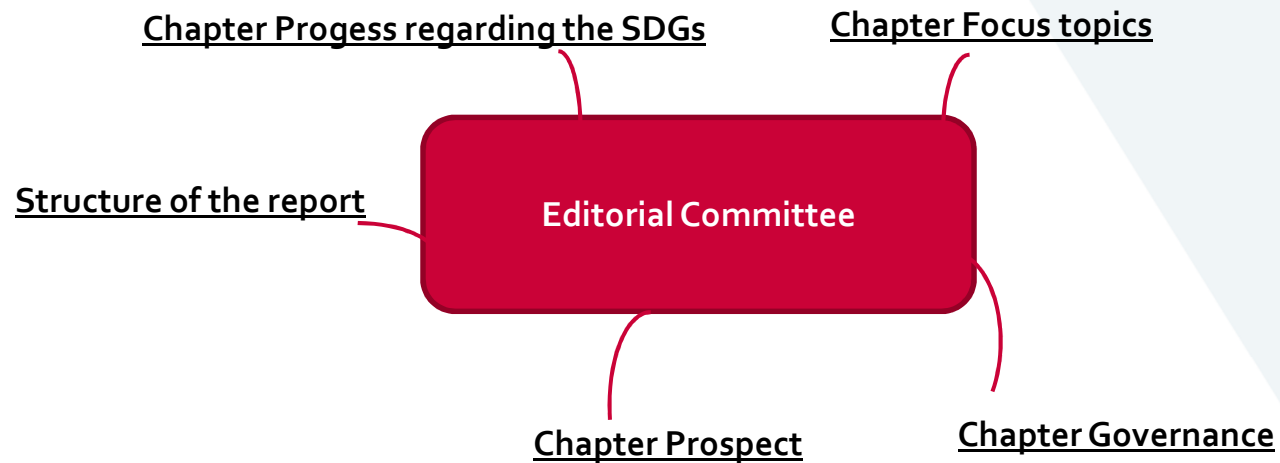 Chapter Progess regarding the SDGs
Chapter Focus topics
Structure of the report
Editorial Committee
Chapter Prospect
Chapter Governance